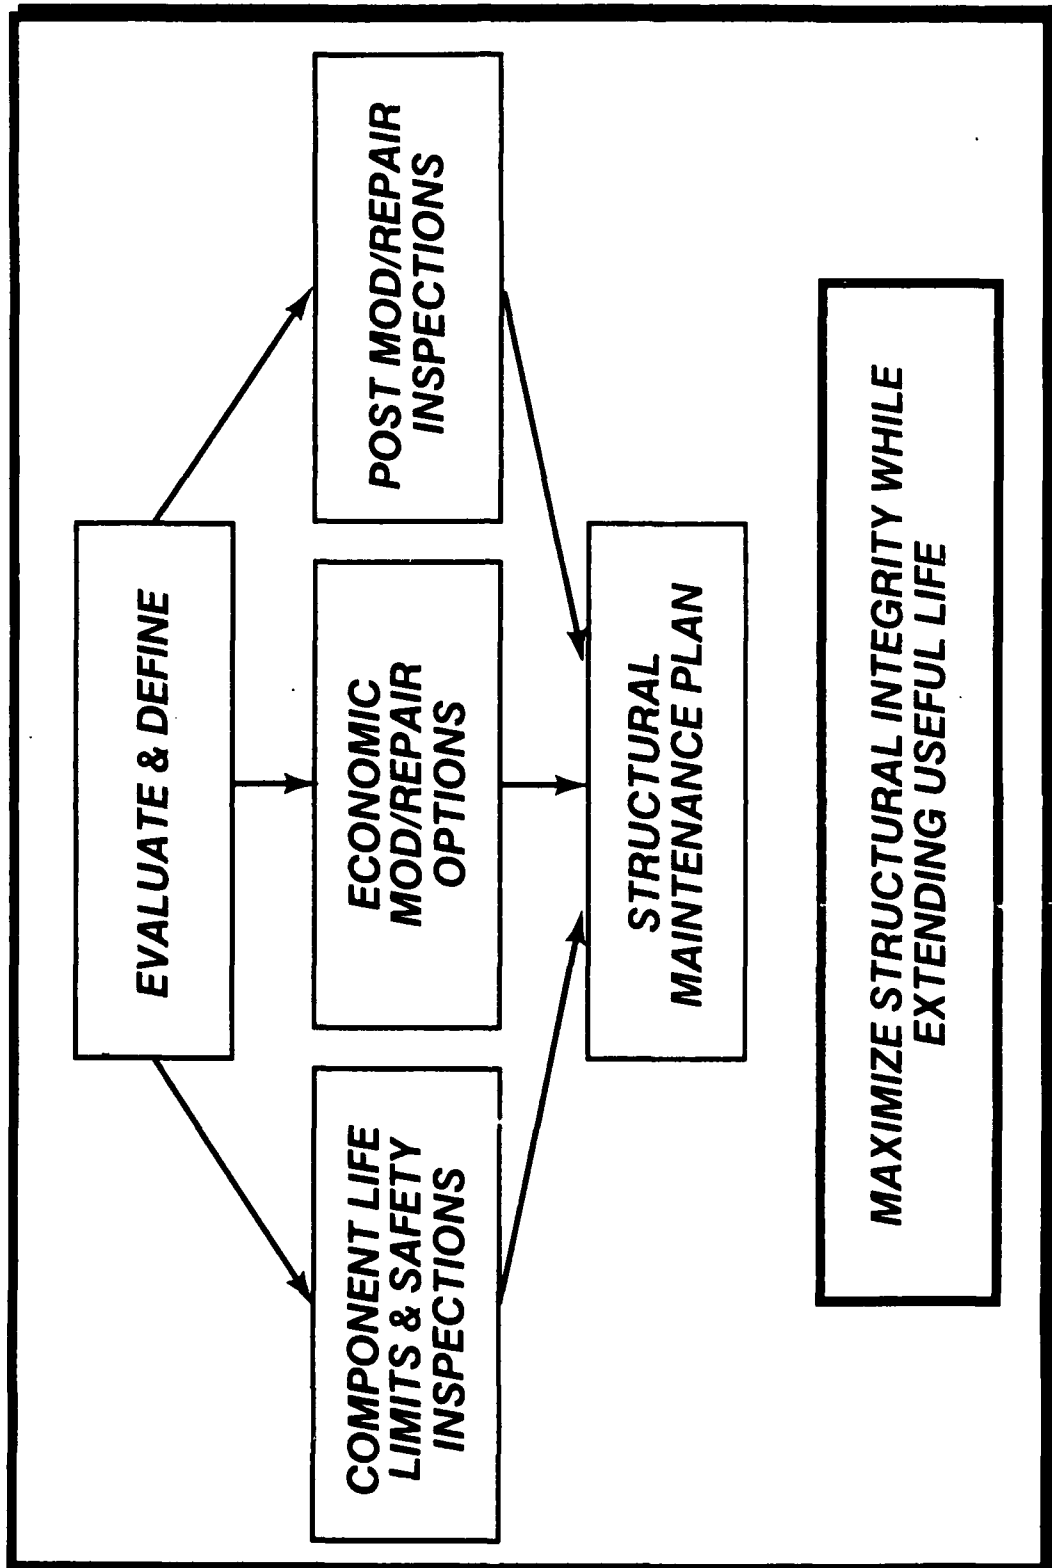 EVALUATE & DEFINE
COMPONENT LIFE
LIMITS & SAFETY
INSPECTIONS
ECONOMIC
MOD/REPAIR
OPTIONS
POST MOD/REPAIR
INSPECTIONS
STRUCTURAL
MAINTENANCE PLAN
MAXIMIZE STRUCTURAL INTEGRITY WHILE
EXTENDING USEFUL LIFE